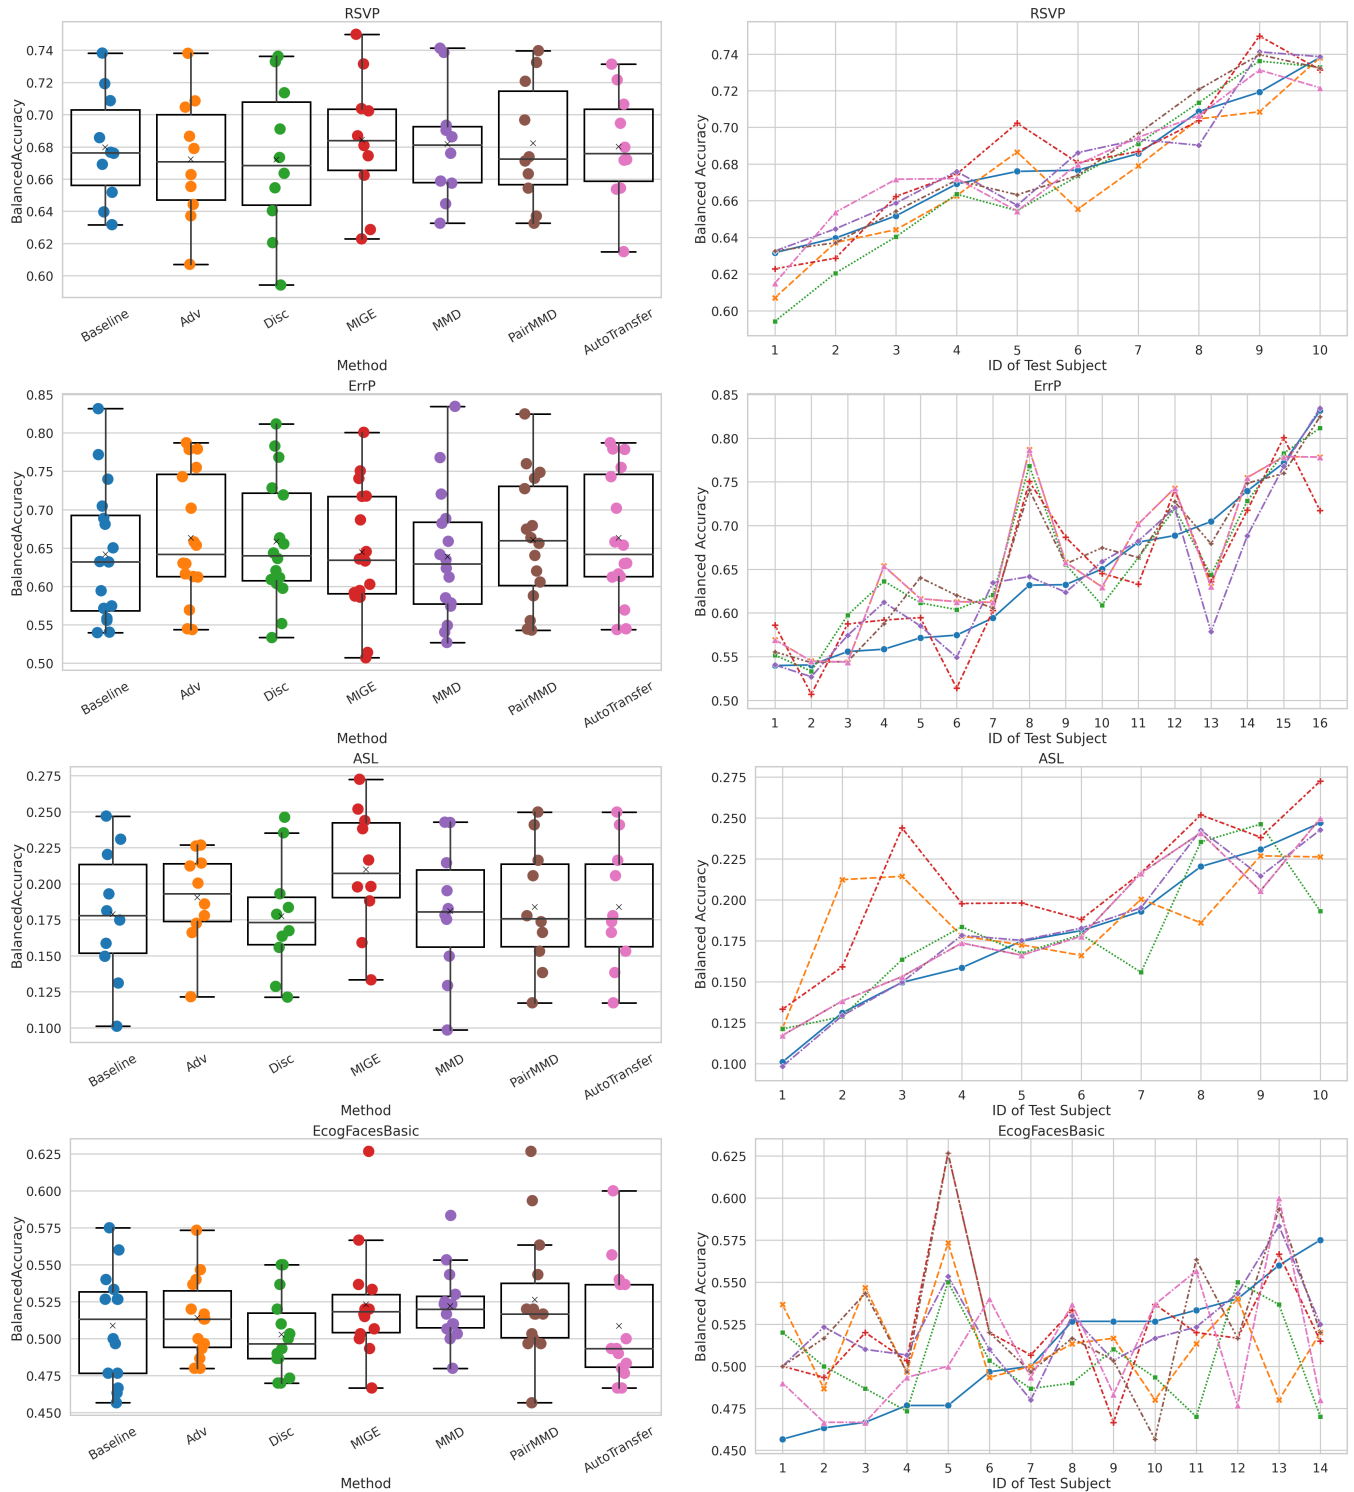 RSVP
BalancedAccuracy
0.74
0.72
0.70
0.68
0.66
0.64
0.62
0.60
Baseline Adv Disc MIGE MMD PairMMD AutoTransfer
Method
RSVP
Balanced Accuracy
0.74
0.72
0.70
0.68
0.66
0.64
0.62
0.60
1 2 3 4 5 6 7 8 9 10
ID of Test Subject
ErrP
BalancedAccuracy
0.85
0.80
0.75
0.70
0.65
0.60
0.55
0.50
Baseline Adv Disc MIGE MMD PairMMD AutoTransfer
Method
ErrP
Balanced Accuracy
0.85
0.80
0.75
0.70
0.65
0.60
0.55
0.50
1 2 3 4 5 6 7 8 9 10 11 12 13 14 15 16
ID of Test Subject
ASL
BalancedAccuracy
0.275
0.250
0.225
0.200
0.175
0.150
0.125
0.100
Baseline Adv Disc MIGE MMD PairMMD AutoTransfer
Method
ASL
Balanced Accuracy
0.275
0.250
0.225
0.200
0.175
0.150
0.125
0.100
1 2 3 4 5 6 7 8 9 10
ID of Test Subject
EcogFacesBasic
BalancedAccuracy
0.625
0.600
0.575
0.550
0.525
0.500
0.475
0.450
Baseline Adv Disc MIGE MMD PairMMD AutoTransfer
Method
EcogFacesBasic
Balanced Accuracy
0.625
0.600
0.575
0.550
0.525
0.500
0.475
0.450
1 2 3 4 5 6 7 8 9 10 11 12 13 14
ID of Test Subject